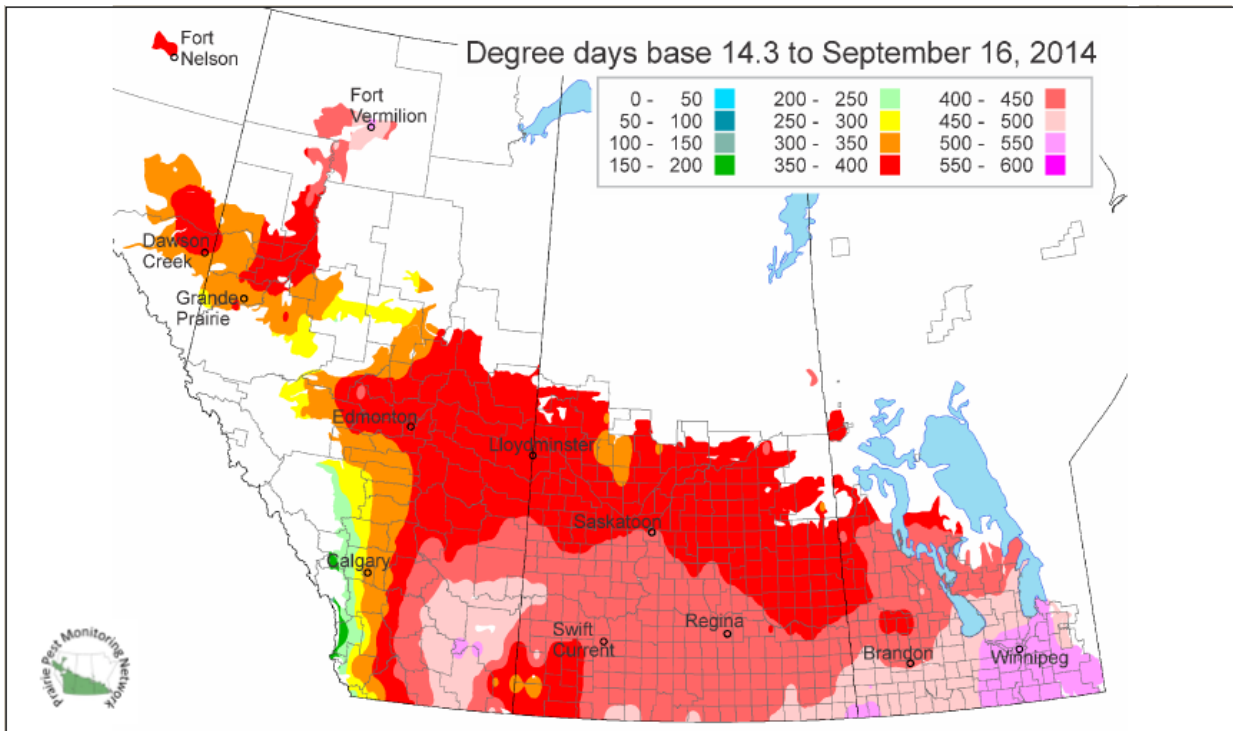 Fort
Nelson
Degree days base 14.3 to September 16, 2014
0 - 50
50 - 100
100 - 150
150 - 200
200 - 250
250 - 300
300 - 350
350 - 400
400 - 450
450 - 500
500 - 550
550 - 600
Fort
Vermilion
Dawson
Creek
Grande
Prairie
Edmonton
Lloydminster
Saskatoon
Calgary
Swift
Current
Regina
Brandon
Winnipeg
Prairie Pest Monitoring Network